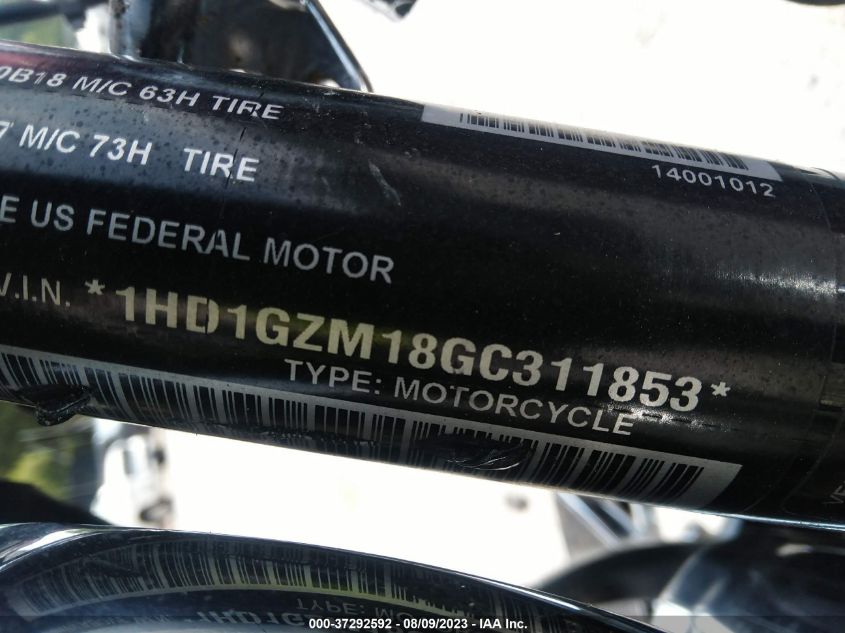 0B18 M/C 63H TIRE
7 M/C 73H TIRE
14001012
E US FEDERAL MOTOR
V.I.N. *1HD1GZM18GC311853*
TYPE: MOTORCYCLE
000-37292592 - 08/09/2023 - IAA Inc.